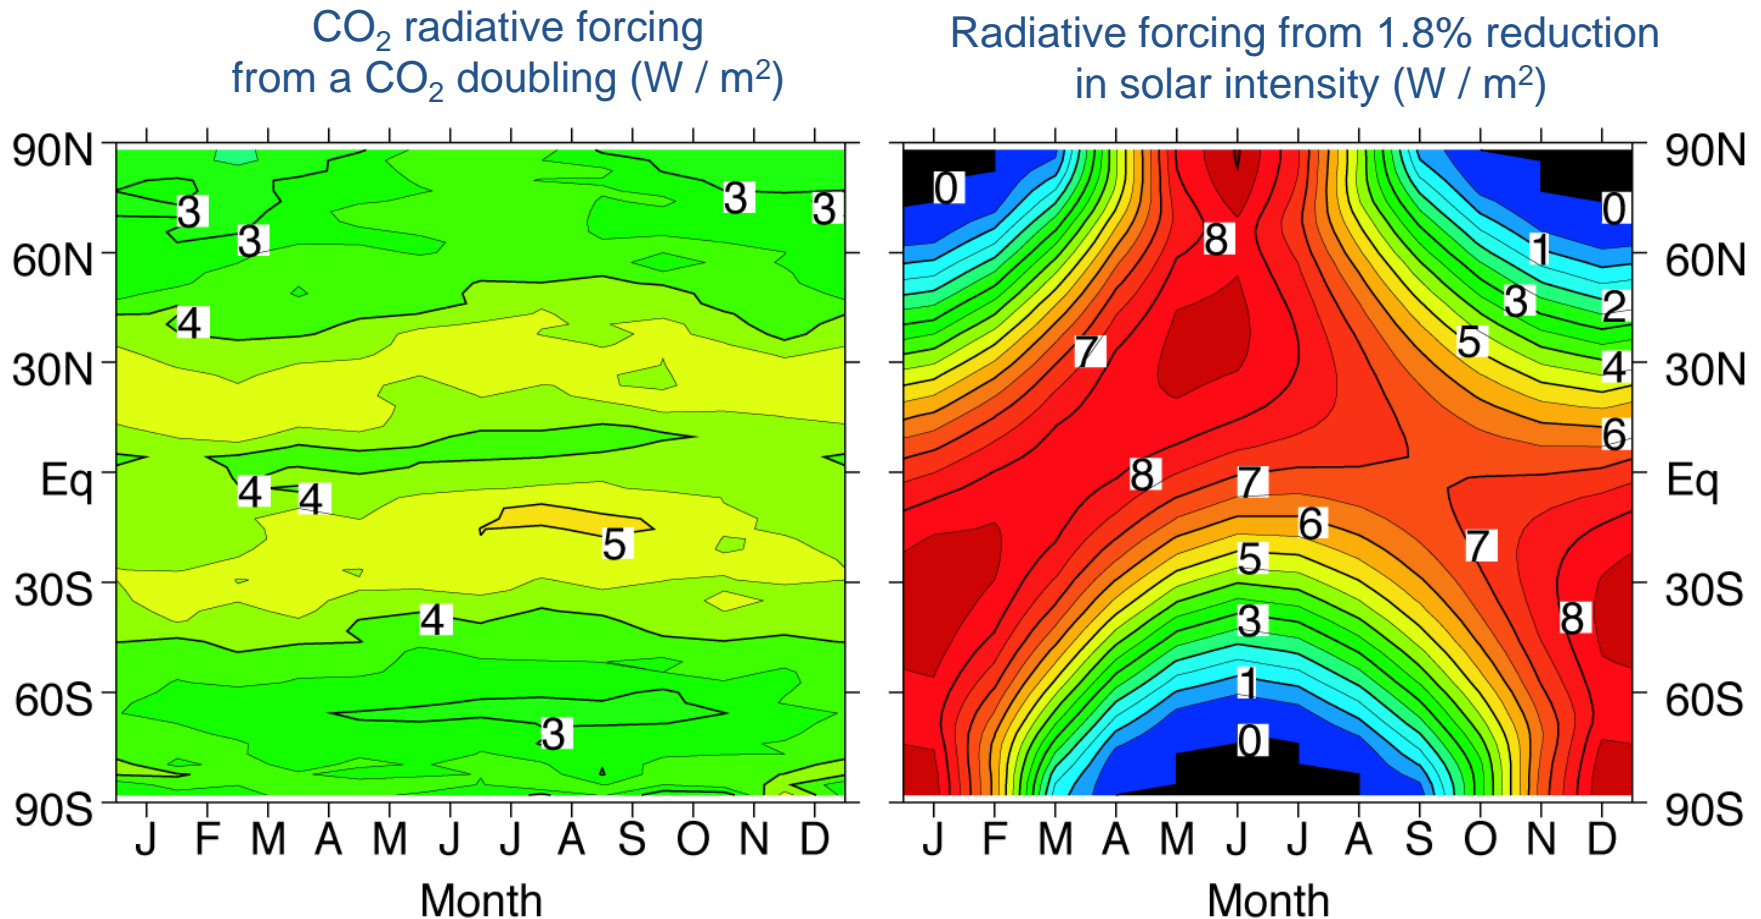 CO₂ radiative forcing
from a CO₂ doubling (W / m²)
Radiative forcing from 1.8% reduction
in solar intensity (W / m²)
90N
60N
30N
Eq
30S
60S
90S
3
3
3
3
4
4
4
5
4
3
J F M A M J J A S O N D
Month
0
0
8
1
3
2
7
5
4
6
8
7
6
5
7
3
8
1
0
90N
60N
30N
Eq
30S
60S
90S
J F M A M J J A S O N D
Month